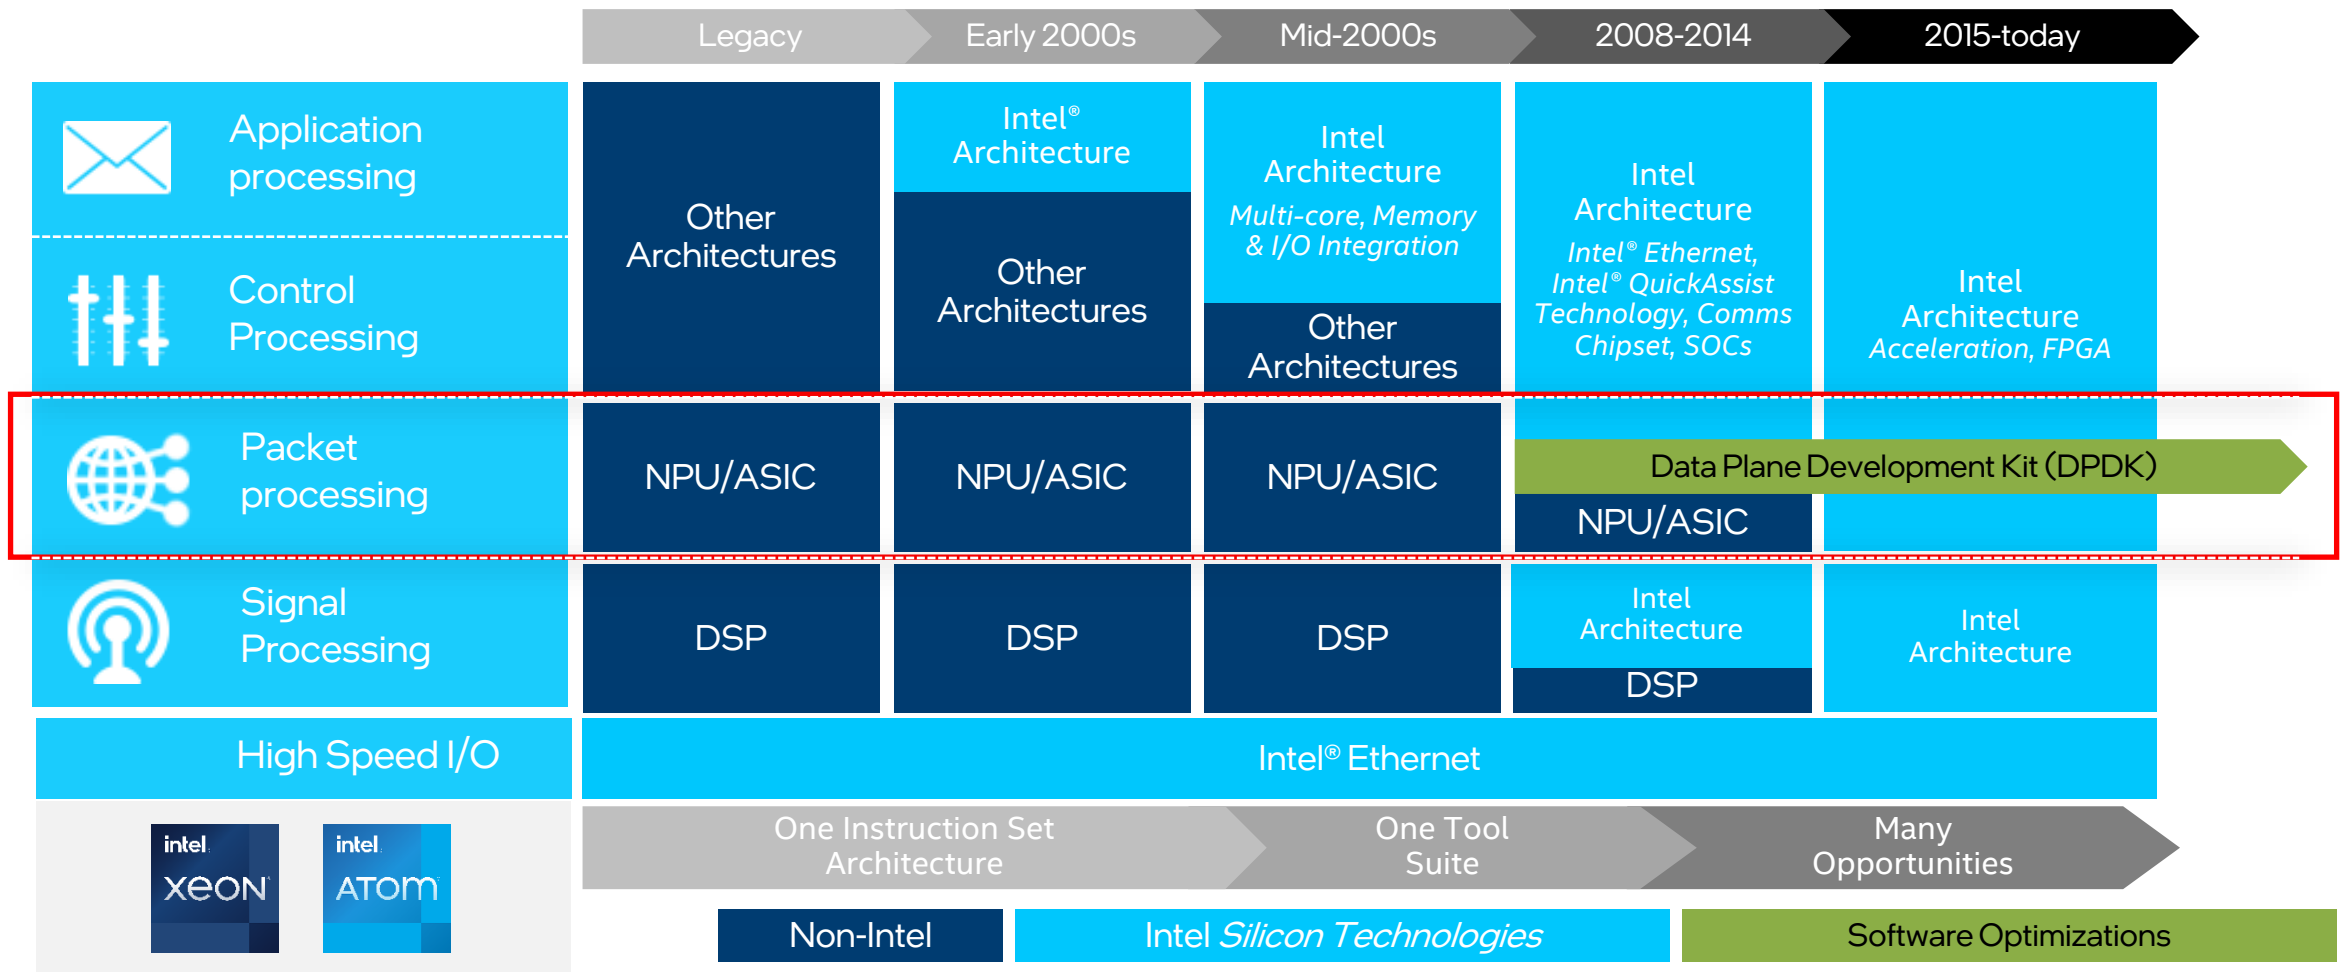 Legacy
Early 2000s
Mid-2000s
2008-2014
2015-today
Application
processing
Control
Processing
Packet
processing
Signal
Processing
High Speed I/O
Other
Architectures
NPU/ASIC
DSP
Intel®
Architecture
Other
Architectures
NPU/ASIC
DSP
Intel
Architecture
Multi-core, Memory
& I/O Integration
Other
Architectures
NPU/ASIC
DSP
Intel
Architecture
Intel® Ethernet,
Intel® QuickAssist
Technology, Comms
Chipset, SOCs
Data Plane Development Kit (DPDK)
NPU/ASIC
Intel
Architecture
DSP
Intel
Architecture
Acceleration, FPGA
Intel
Architecture
Intel® Ethernet
intel
XEON
intel
ATOM
One Instruction Set
Architecture
One Tool
Suite
Many
Opportunities
Non-Intel
Intel Silicon Technologies
Software Optimizations